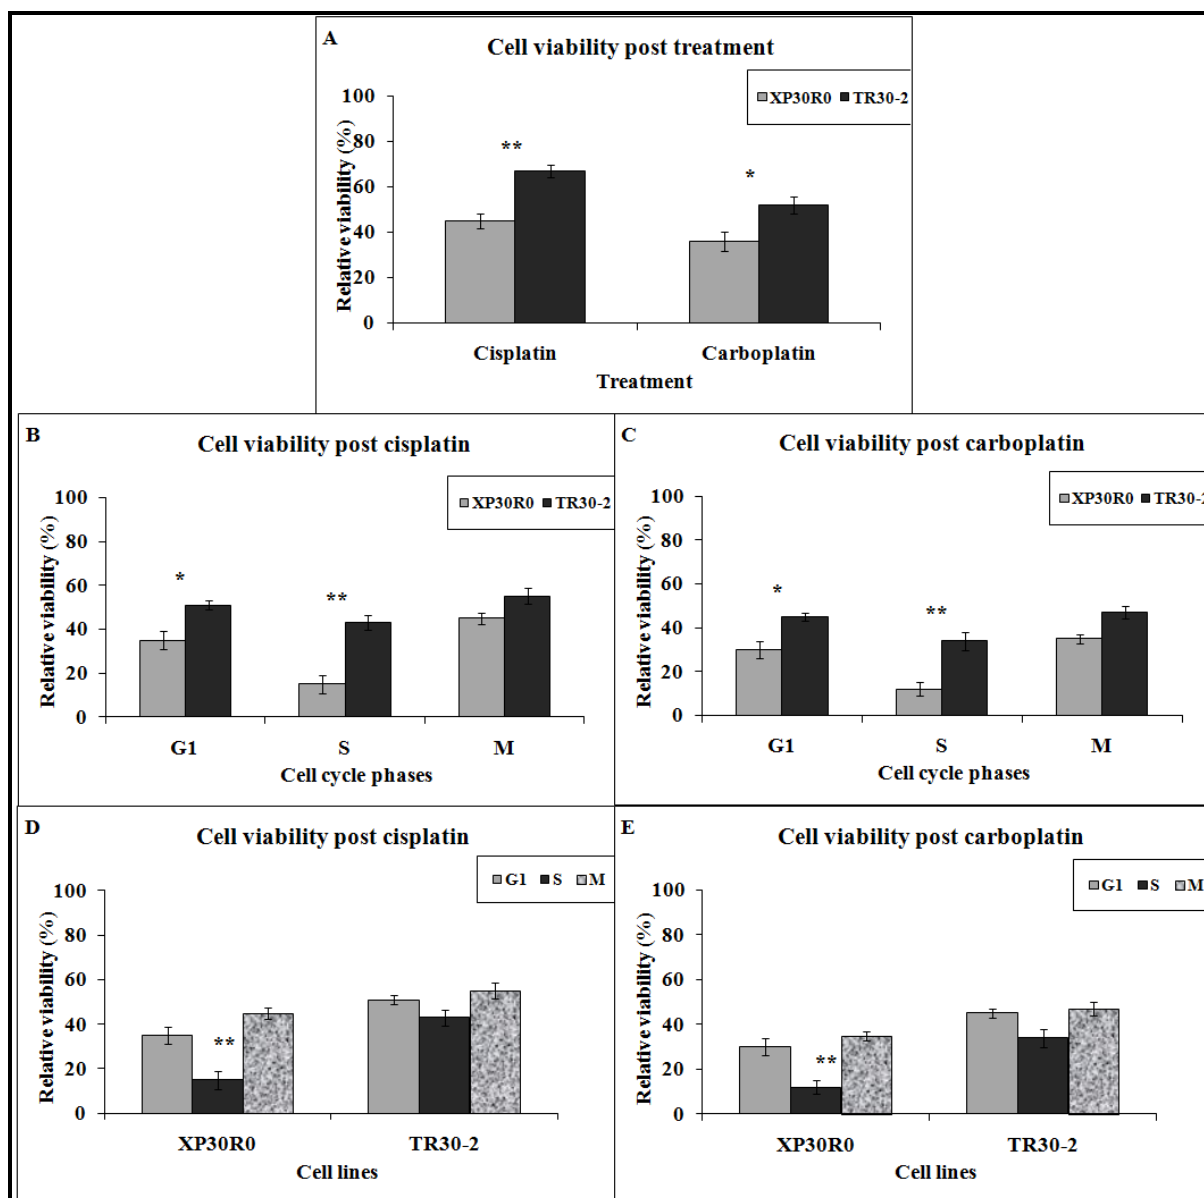 A
Cell viability post treatment
XP30R0 TR30-2
Relative viability (%)
100
80
60
40
20
0
**
*
Cisplatin Carboplatin
Treatment
B
Cell viability post cisplatin
XP30R0 TR30-2
Relative viability (%)
100
80
60
40
20
0
*
**
G1 S M
Cell cycle phases
C
Cell viability post carboplatin
XP30R0 TR30-2
Relative viability (%)
100
80
60
40
20
0
*
**
G1 S M
Cell cycle phases
D
Cell viability post cisplatin
G1 S M
Relative viability (%)
100
80
60
40
20
0
**
XP30R0 TR30-2
Cell lines
E
Cell viability post carboplatin
G1 S M
Relative viability (%)
100
80
60
40
20
0
**
XP30R0 TR30-2
Cell lines